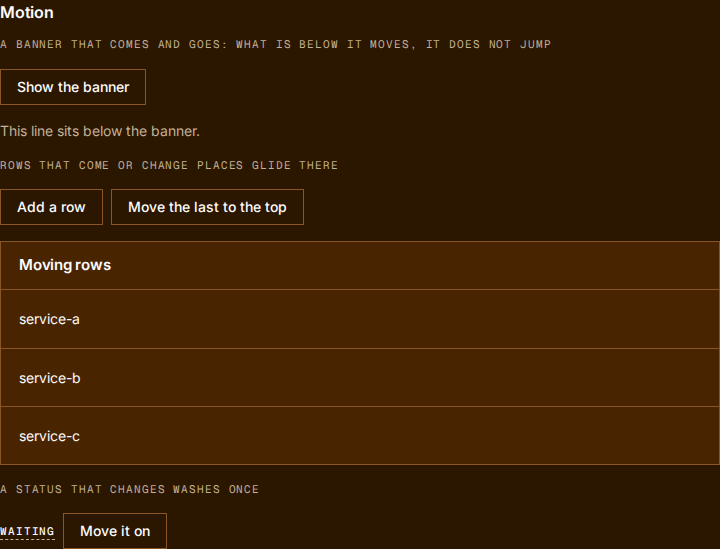 Motion
A BANNER THAT COMES AND GOES: WHAT IS BELOW IT MOVES, IT DOES NOT JUMP
Show the banner
This line sits below the banner.
ROWS THAT COME OR CHANGE PLACES GLIDE THERE
Add a row Move the last to the top
Moving rows
service-a
service-b
service-c
A STATUS THAT CHANGES WASHES ONCE
WAITING Move it on